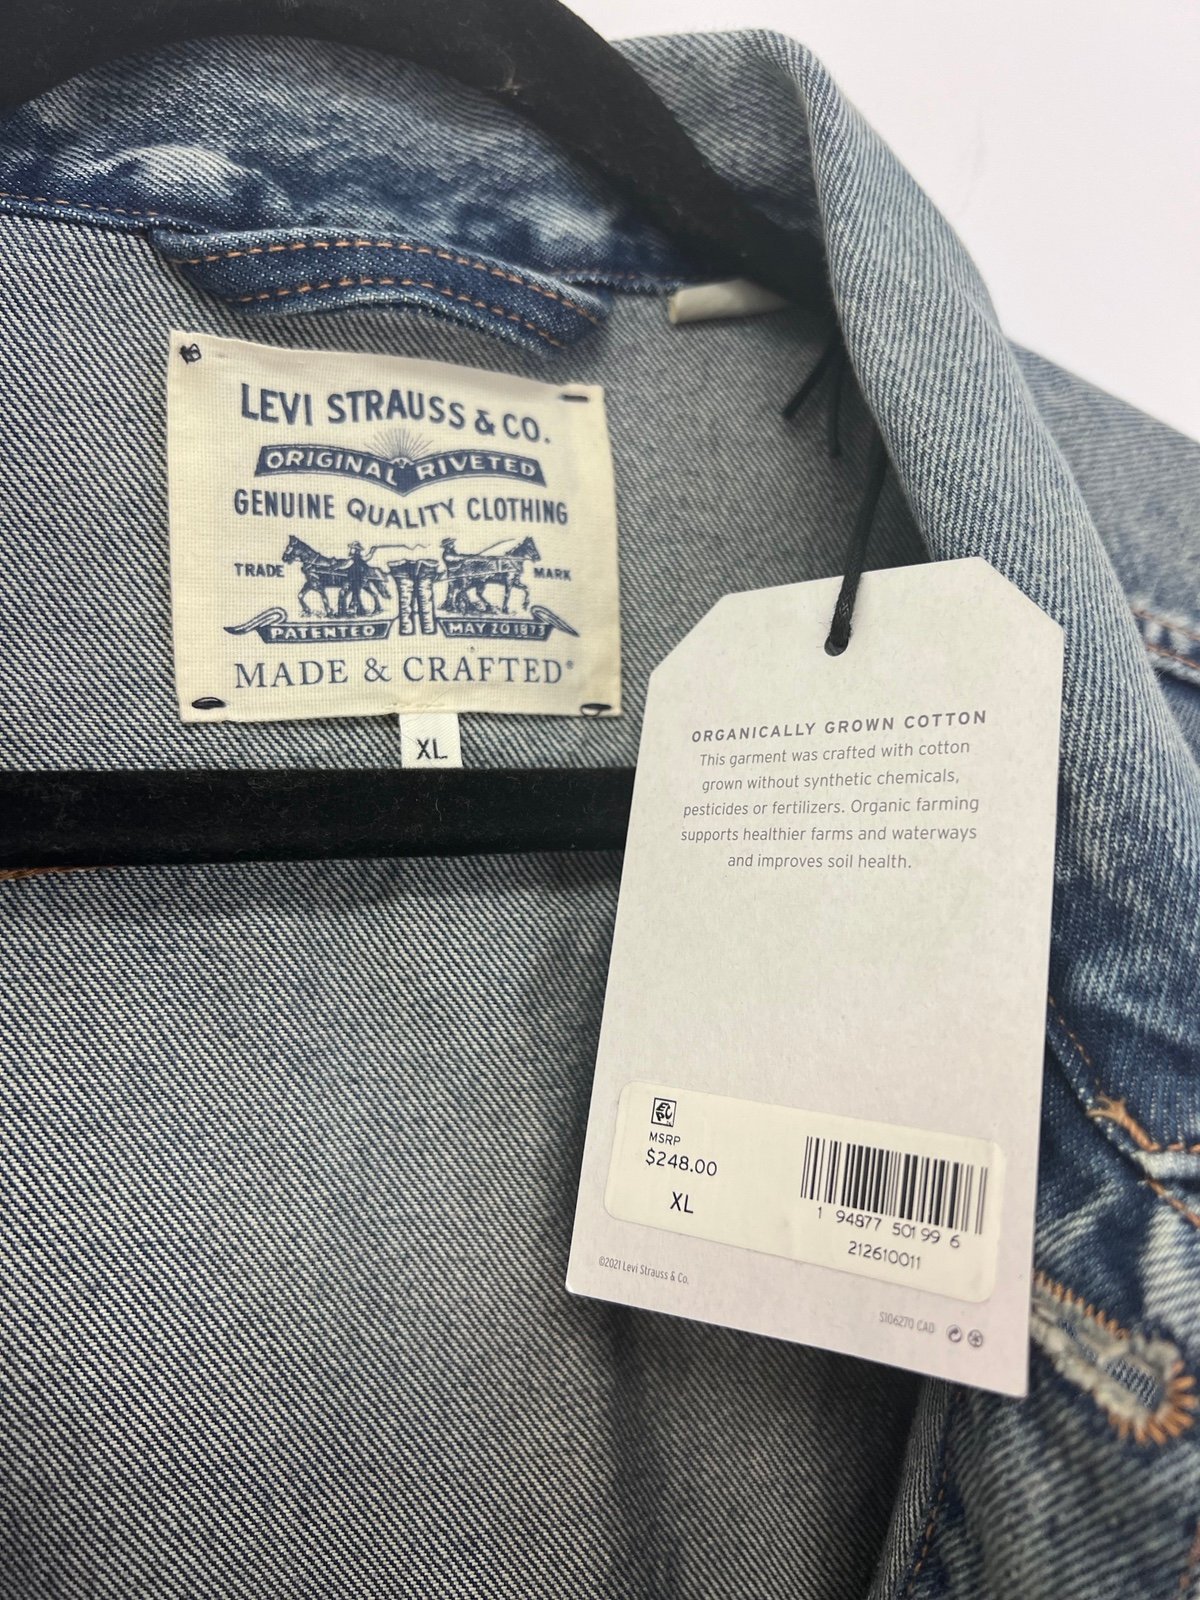 LEVI STRAUSS & CO.
ORIGINAL RIVETED
GENUINE QUALITY CLOTHING
TRADE MARK
PATENTED MAY 20 1873
MADE & CRAFTED®
XL
ORGANICALLY GROWN COTTON
This garment was crafted with cotton
grown without synthetic chemicals,
pesticides or fertilizers. Organic farming
supports healthier farms and waterways
and improves soil health.
MSRP
$248.00
XL
1 94877 50199 6
212610011
©2021 Levi Strauss & Co.
S106270 CAD